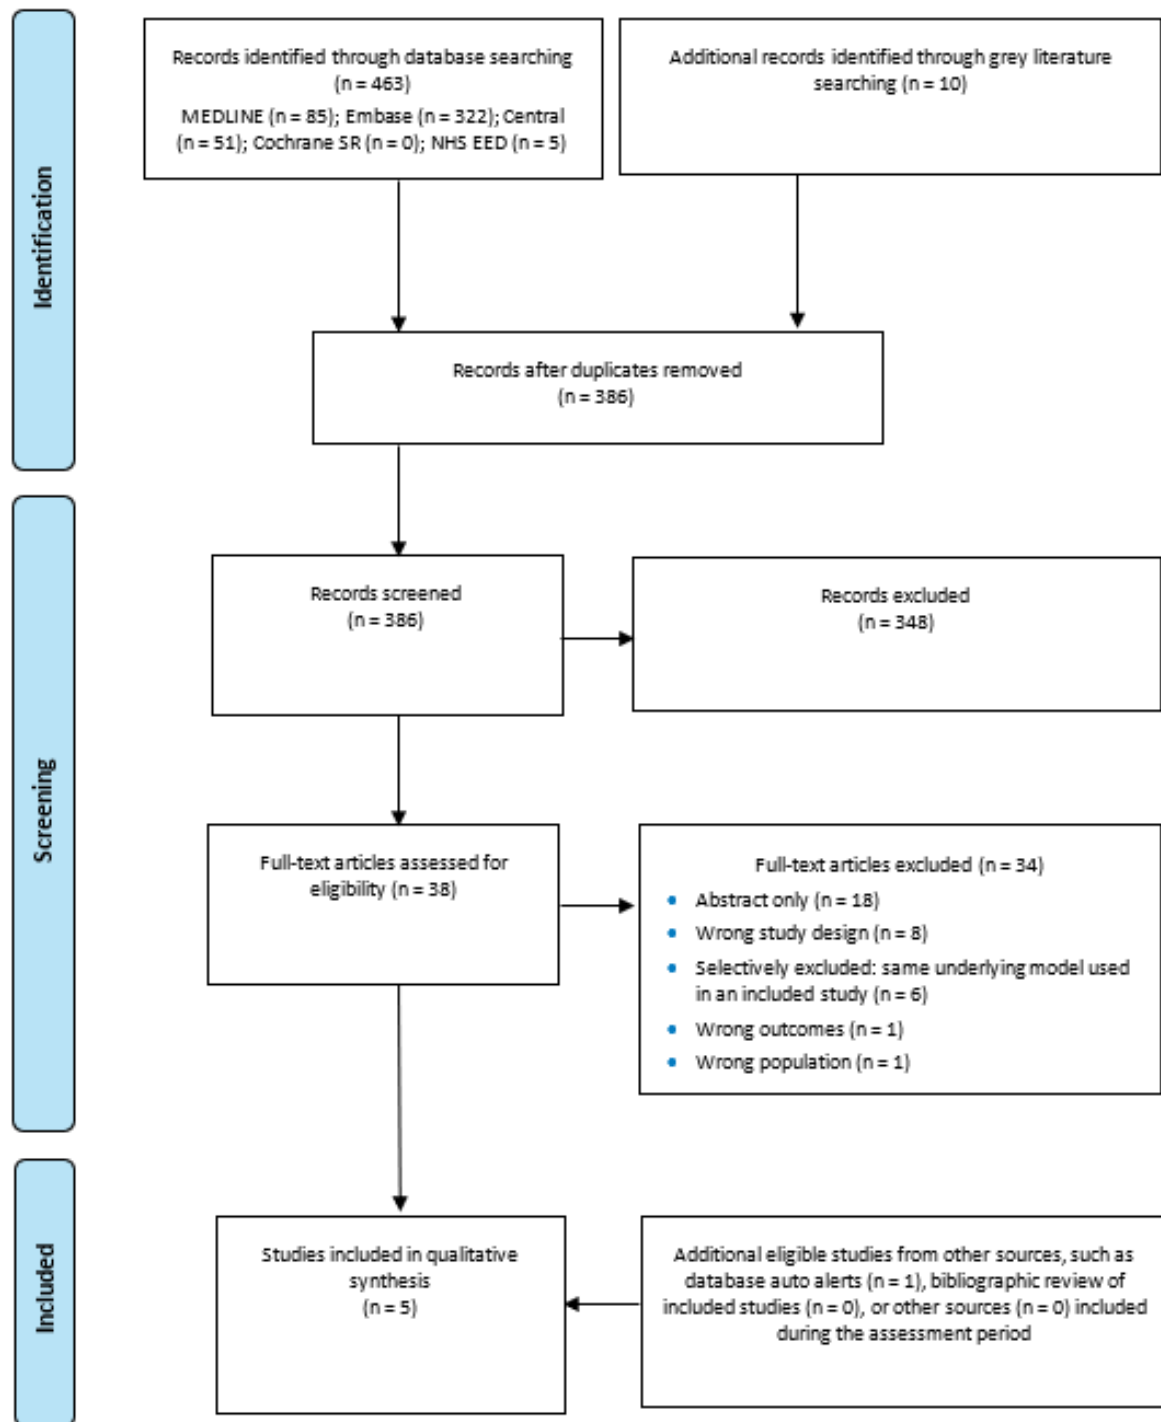 Identification
Records identified through database searching
(n = 463)
MEDLINE (n = 85); Embase (n = 322); Central
(n = 51); Cochrane SR (n = 0); NHS EED (n = 5)
Additional records identified through grey literature
searching (n = 10)
Records after duplicates removed
(n = 386)
Screening
Records screened
(n = 386)
Records excluded
(n = 348)
Full-text articles assessed for
eligibility (n = 38)
Full-text articles excluded (n = 34)
• Abstract only (n = 18)
• Wrong study design (n = 8)
• Selectively excluded: same underlying model used
in an included study (n = 6)
• Wrong outcomes (n = 1)
• Wrong population (n = 1)
Included
Studies included in qualitative
synthesis
(n = 5)
Additional eligible studies from other sources, such as
database auto alerts (n = 1), bibliographic review of
included studies (n = 0), or other sources (n = 0) included
during the assessment period